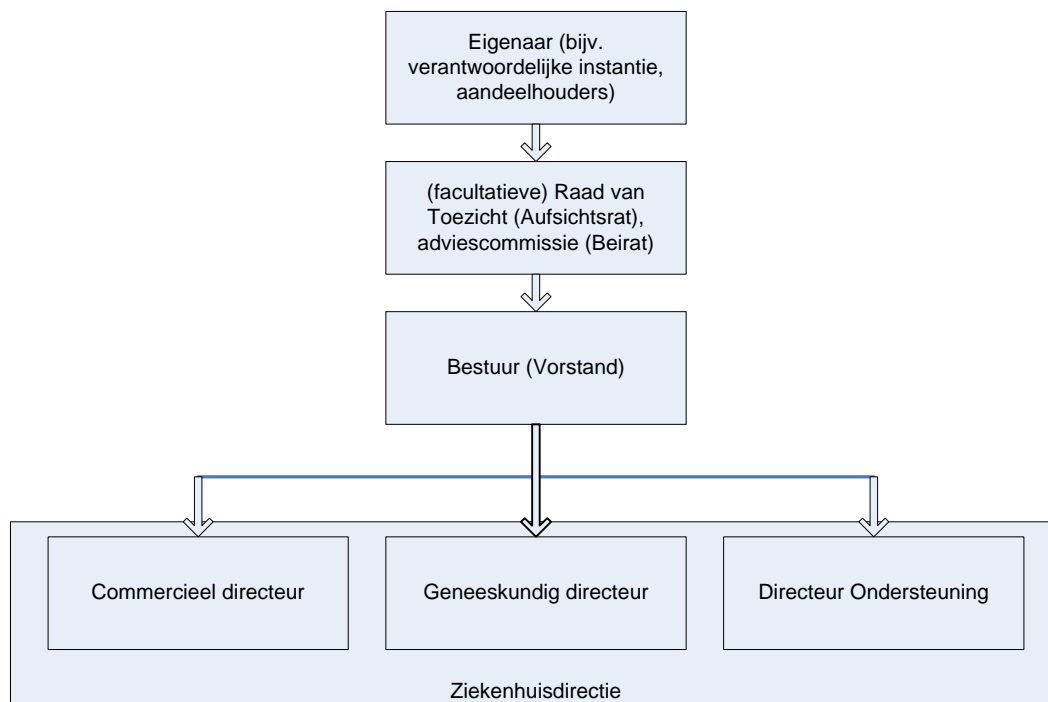 Eigenaar (bijv.
verantwoordelijke instantie,
aandeelhouders)
(facultatieve) Raad van
Toezicht (Aufsichtsrat),
adviescommissie (Beirat)
Bestuur (Vorstand)
Commercieel directeur
Geneeskundig directeur
Directeur Ondersteuning
Ziekenhuisdirectie